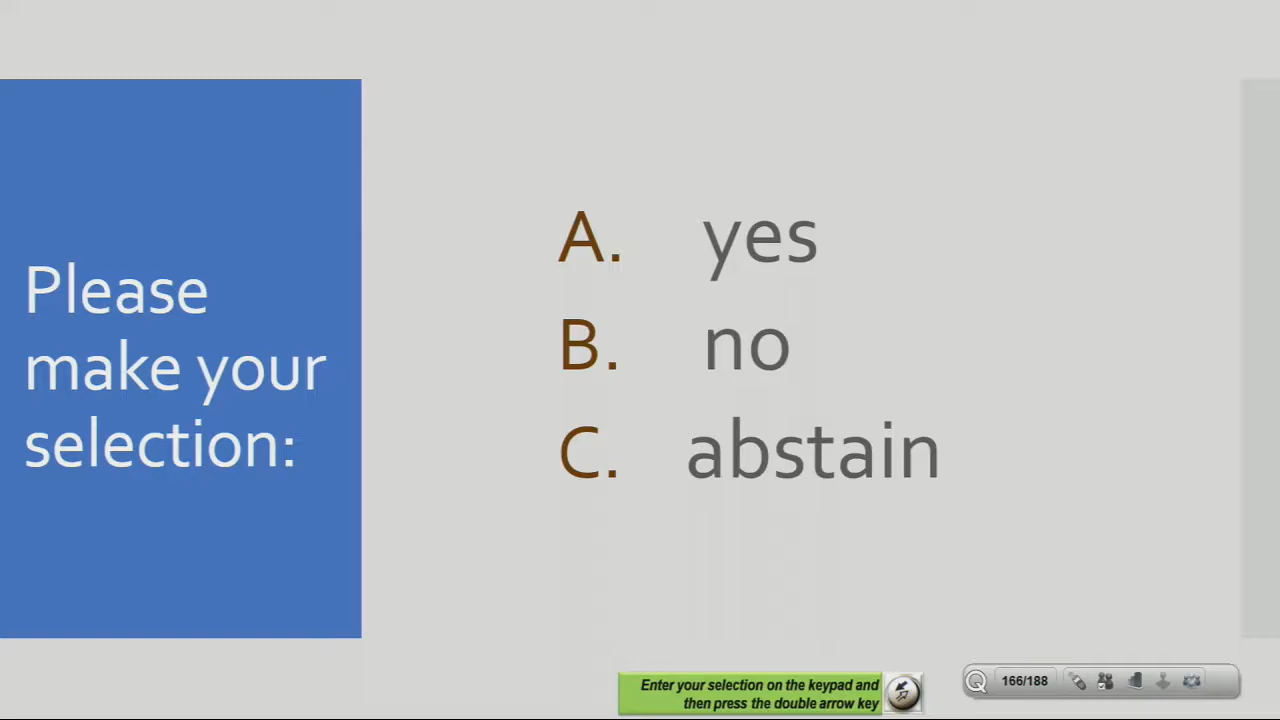 Please
make your
selection:
A. yes
B. no
C. abstain
Enter your selection on the keypad and
then press the double arrow key
166/188